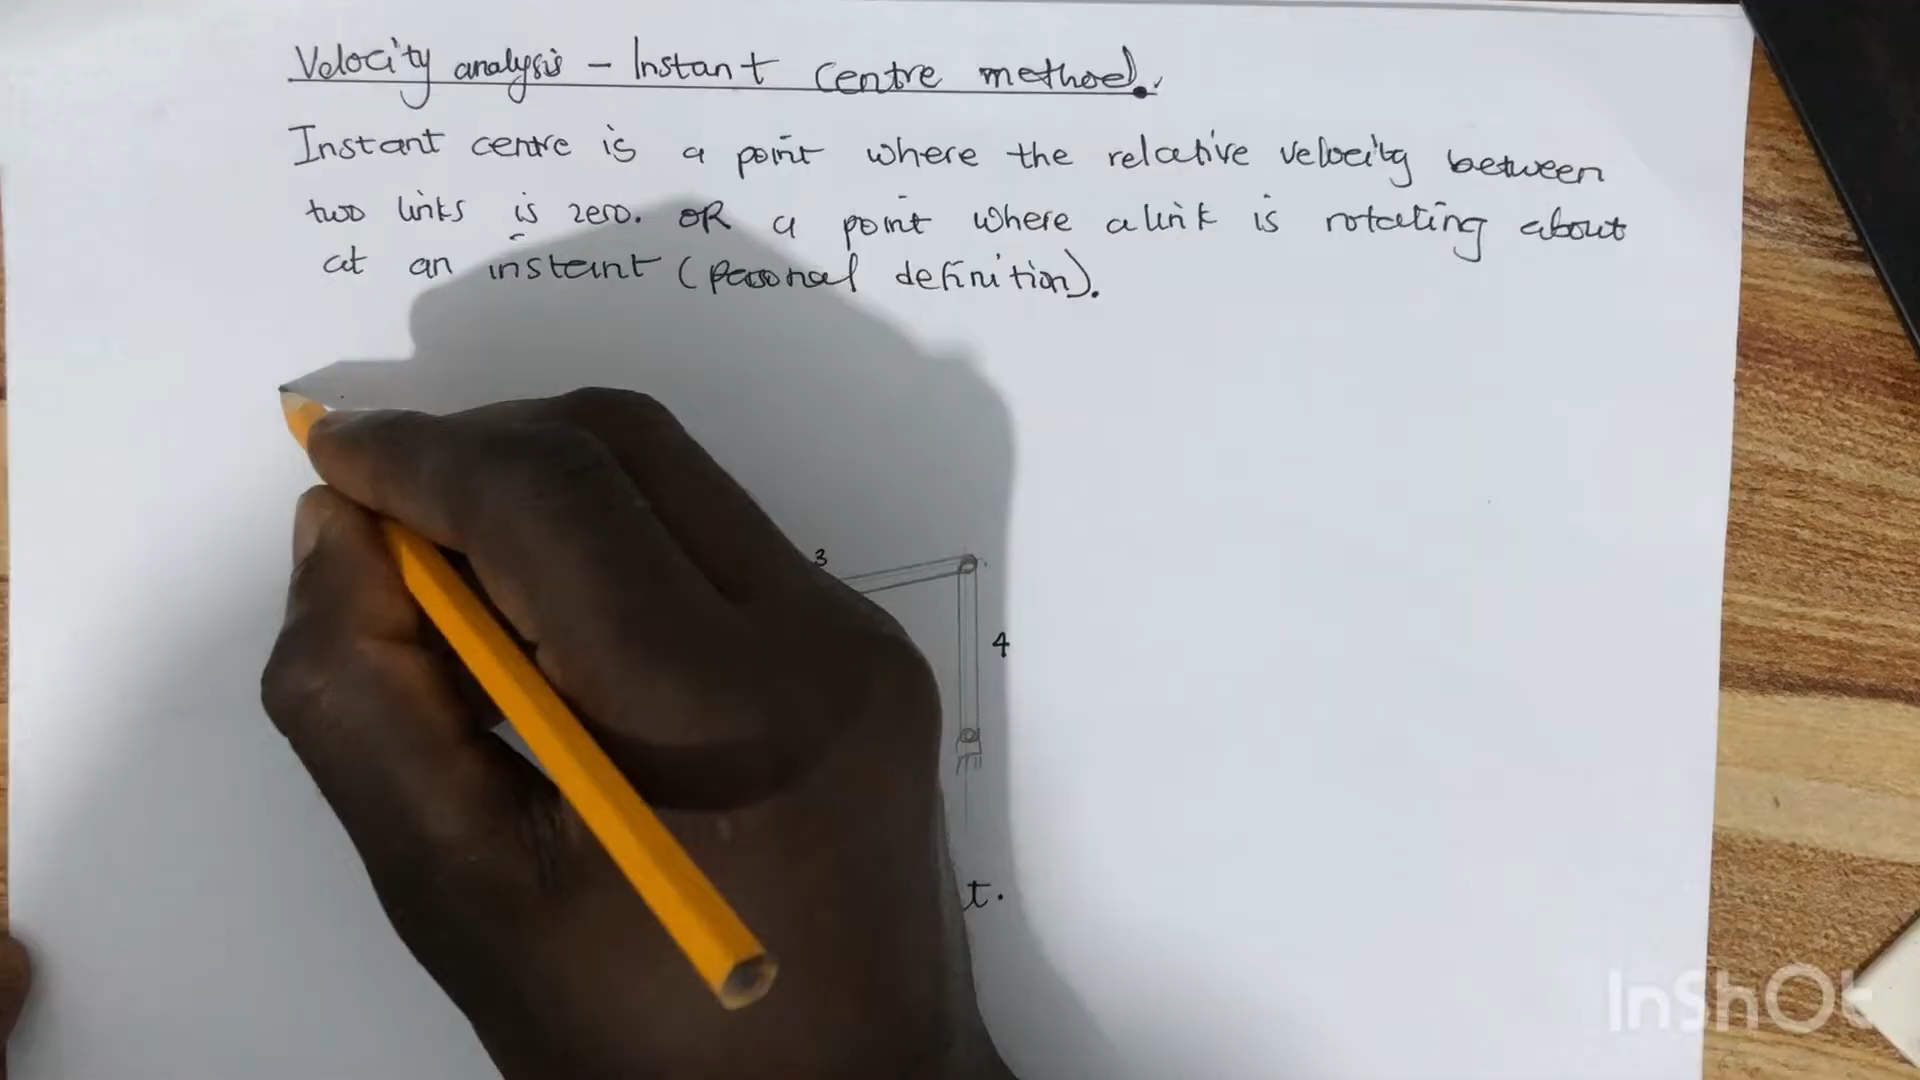 Velocity analysis - Instant Centre method.
Instant centre is a point where the relative velocity between
two links is zero. OR a point where a link is rotating about
at an instant (personal definition).
3
4
t.
InShOt